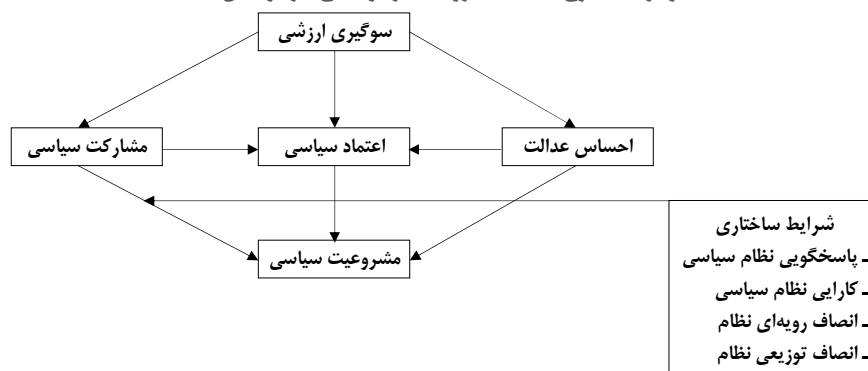 سوگیری ارزشی
احساس عدالت
اعتماد سیاسی
مشارکت سیاسی
مشروعیت سیاسی
شرایط ساختاری
ـ پاسخگویی نظام سیاسی
ـ کارایی نظام سیاسی
ـ انصاف رویه‌ای نظام
ـ انصاف توزیعی نظام